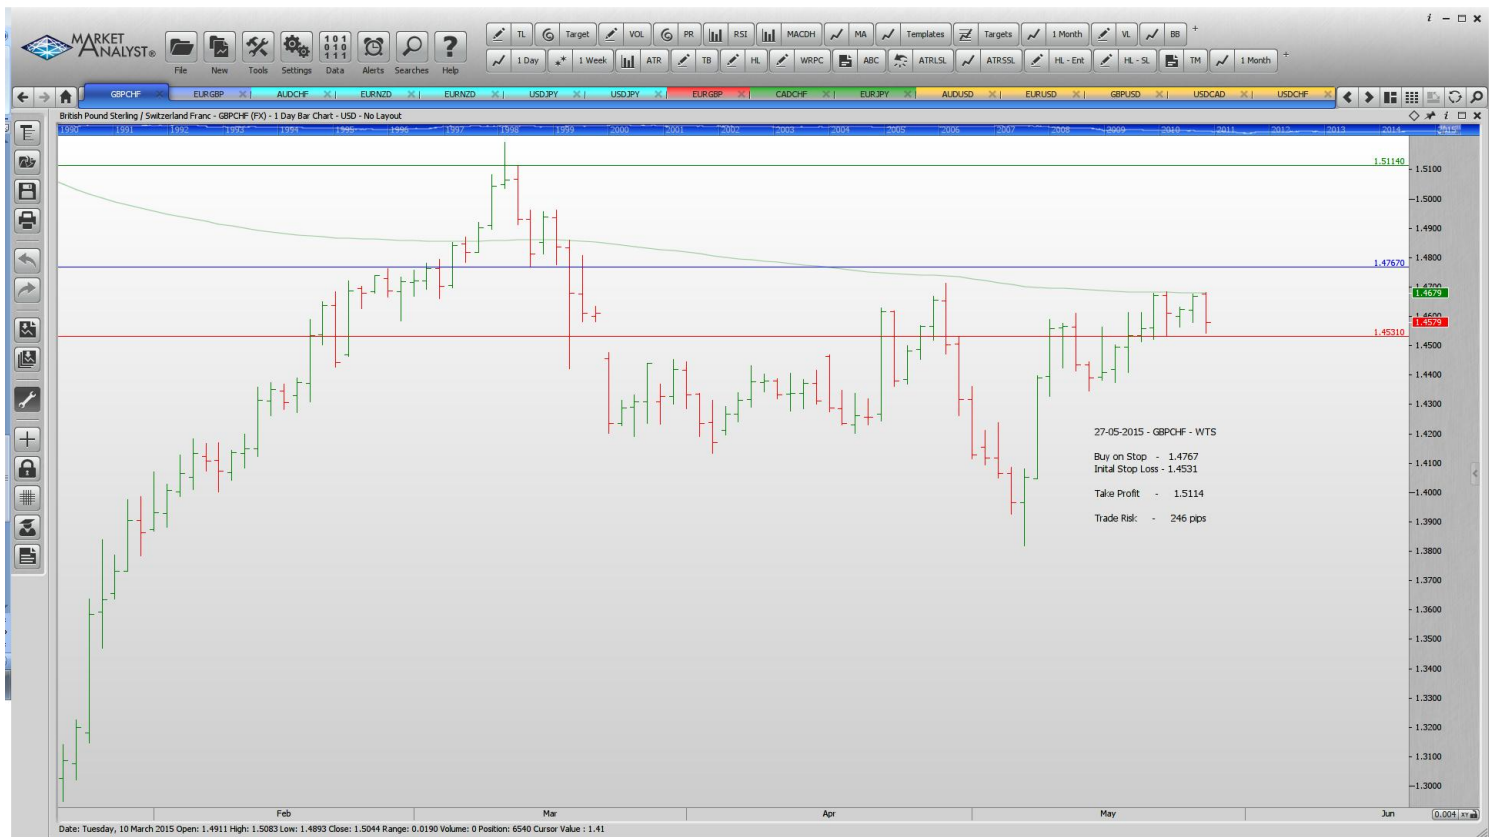 MARKET
ANALYST®
File
New
Tools
Settings
101
010
111
Data
Alerts
Searches
?
Help
TL
Target
VOL
PR
RSI
MACDH
MA
Templates
Targets
1 Month
VL
BB
+
1 Day
1 Week
ATR
TB
HL
WRPC
ABC
ATRLSL
ATRSSL
HL - Ent
HL - SL
TM
1 Month
+
GBPCHF
EURGBP
AUDCHF
EURNZD
EURNZD
USDJPY
USDJPY
EURGBP
CADCHF
EURJPY
AUDUSD
EURUSD
GBPUSD
USDCAD
USDCHF
British Pound Sterling / Switzerland Franc - GBPCHF (FX) - 1 Day Bar Chart - USD - No Layout
1990 1991 1992 1993 1994 1995 1996 1997 1998 1999 2000 2001 2002 2003 2004 2005 2006 2007 2008 2009 2010 2011 2012 2013 2014 2015
1.51140
1.5100
1.5000
1.4900
1.4800
1.47670
1.4700
1.4679
1.4600
1.4579
1.45310
1.4500
1.4400
1.4300
1.4200
1.4100
1.4000
1.3900
1.3800
1.3700
1.3600
1.3500
1.3400
1.3300
1.3200
1.3100
1.3000
27-05-2015 - GBPCHF - WTS
Buy on Stop - 1.4767
Inital Stop Loss - 1.4531
Take Profit - 1.5114
Trade Risk - 246 pips
Feb Mar Apr May Jun
0.004 XY
Date: Tuesday, 10 March 2015 Open: 1.4911 High: 1.5083 Low: 1.4893 Close: 1.5044 Range: 0.0190 Volume: 0 Position: 6540 Cursor Value : 1.41